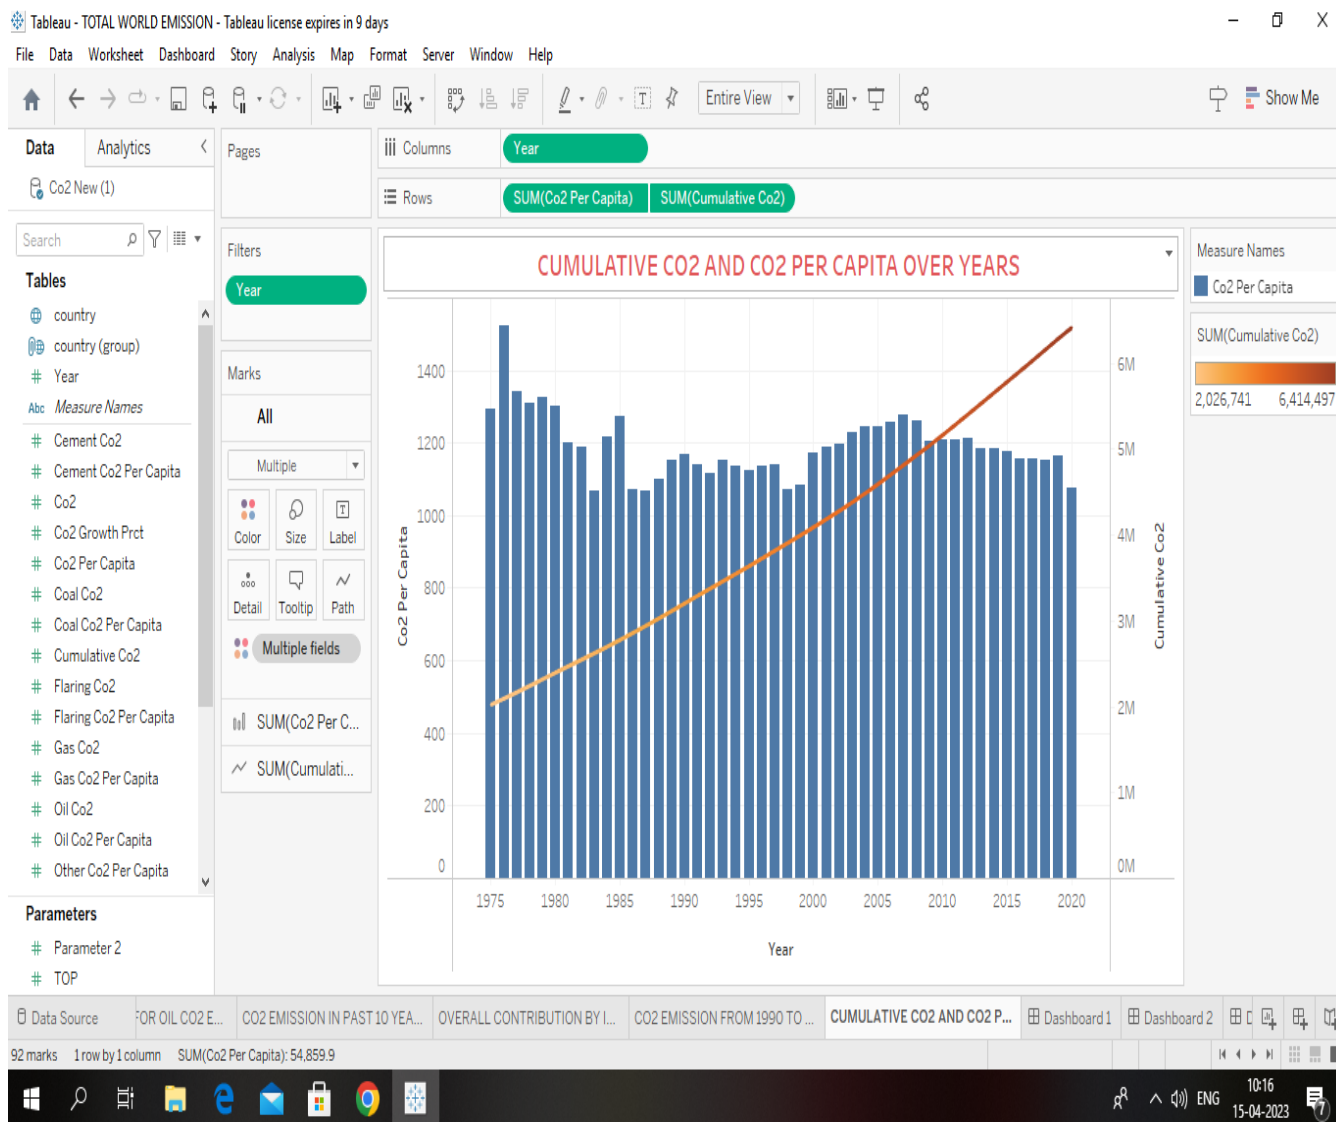 Tableau - TOTAL WORLD EMISSION - Tableau license expires in 9 days
File Data Worksheet Dashboard Story Analysis Map Format Server Window Help
Entire View
Show Me
Data Analytics
Co2 New (1)
Search
Tables
country
country (group)
# Year
Abc Measure Names
# Cement Co2
# Cement Co2 Per Capita
# Co2
# Co2 Growth Prct
# Co2 Per Capita
# Coal Co2
# Coal Co2 Per Capita
# Cumulative Co2
# Flaring Co2
# Flaring Co2 Per Capita
# Gas Co2
# Gas Co2 Per Capita
# Oil Co2
# Oil Co2 Per Capita
# Other Co2 Per Capita
Parameters
# Parameter 2
# TOP
Pages
Filters
Year
Marks
All
Multiple
Color Size Label
Detail Tooltip Path
Multiple fields
SUM(Co2 Per C...
SUM(Cumulati...
Columns Year
Rows SUM(Co2 Per Capita) SUM(Cumulative Co2)
CUMULATIVE CO2 AND CO2 PER CAPITA OVER YEARS
Co2 Per Capita
1400
1200
1000
800
600
400
200
0
6M
5M
4M
3M
2M
1M
0M
Cumulative Co2
1975 1980 1985 1990 1995 2000 2005 2010 2015 2020
Year
Measure Names
Co2 Per Capita
SUM(Cumulative Co2)
2,026,741 6,414,497
Data Source FOR OIL CO2 E... CO2 EMISSION IN PAST 10 YEA... OVERALL CONTRIBUTION BY I... CO2 EMISSION FROM 1990 TO ... CUMULATIVE CO2 AND CO2 P... Dashboard 1 Dashboard 2
92 marks 1 row by 1 column SUM(Co2 Per Capita): 54,859.9
ENG
10:16
15-04-2023
7